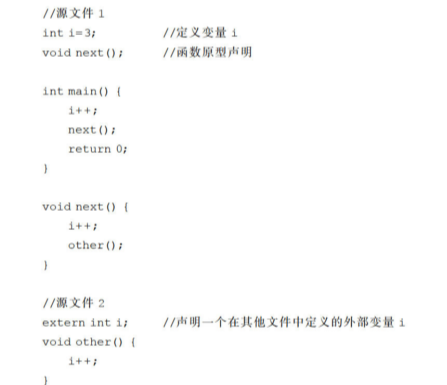 //源文件 1
int i=3;          //定义变量 i
void next();      //函数原型声明

int main() {
    i++;
    next();
    return 0;
}

void next() {
    i++;
    other();
}

//源文件 2
extern int i;     //声明一个在其他文件中定义的外部变量 i
void other() {
    i++;
}